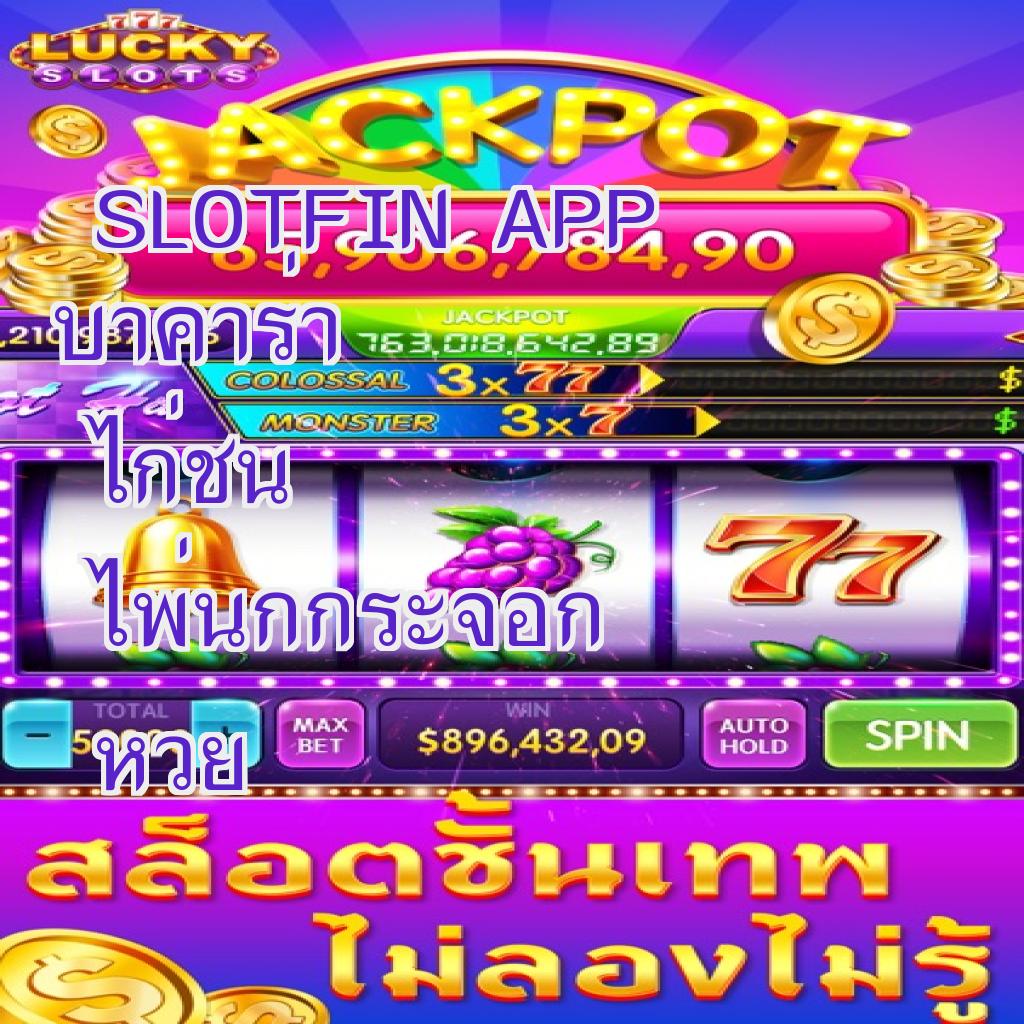 777
LUCKY
SLOTS
JACKPOT
SLOTFIN APP
บาคาร่า
JACKPOT
763,018,642.89
COLOSSAL 3x 77 $
MONSTER 3x7 $
ไก่ชน
77
ไพ่นกกระจอก
TOTAL
MAX BET
WIN
$896,432,09
AUTO HOLD
SPIN
หวย
สล็อตชั้นเทพ
ไม่ลองไม่รู้